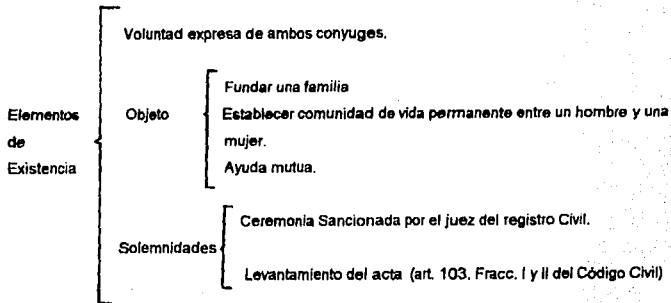 Voluntad expresa de ambos conyuges.
Elementos
de
Existencia
Objeto
Fundar una familia
Establecer comunidad de vida permanente entre un hombre y una
mujer.
Ayuda mutua.
Solemnidades
Ceremonia Sancionada por el juez del registro Civil.
Levantamiento del acta (art. 103. Fracc. I y II del Código Civil)